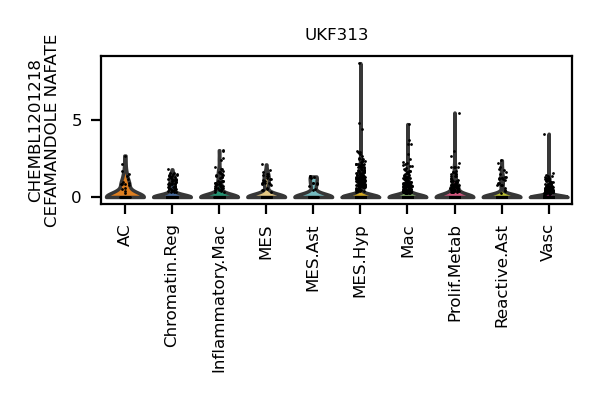 UKF313
CHEMBL1201218
CEFAMANDOLE NAFATE
5
0
AC
Chromatin.Reg
Inflammatory.Mac
MES
MES.Ast
MES.Hyp
Mac
Prolif.Metab
Reactive.Ast
Vasc